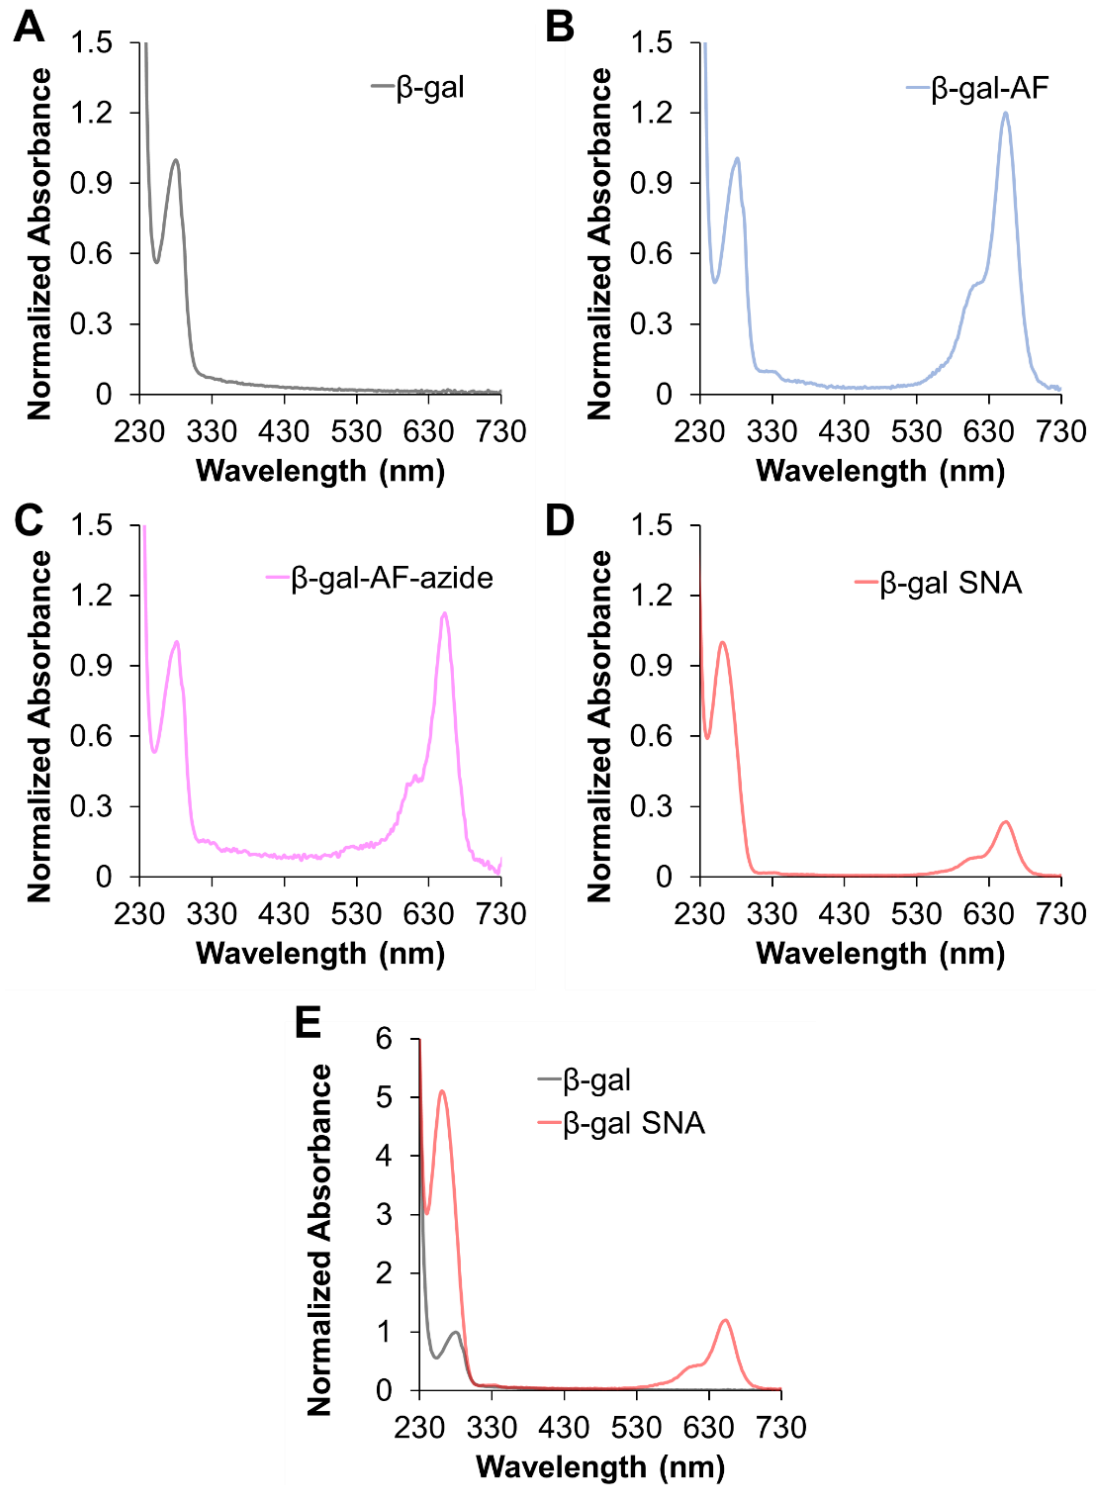 A
B
1.5
1.2
0.9
0.6
0.3
0
Normalized Absorbance
β-gal
230 330 430 530 630 730
Wavelength (nm)
1.5
1.2
0.9
0.6
0.3
0
Normalized Absorbance
β-gal-AF
230 330 430 530 630 730
Wavelength (nm)
C
D
1.5
1.2
0.9
0.6
0.3
0
Normalized Absorbance
β-gal-AF-azide
230 330 430 530 630 730
Wavelength (nm)
1.5
1.2
0.9
0.6
0.3
0
Normalized Absorbance
β-gal SNA
230 330 430 530 630 730
Wavelength (nm)
E
6
5
4
3
2
1
0
Normalized Absorbance
β-gal
β-gal SNA
230 330 430 530 630 730
Wavelength (nm)